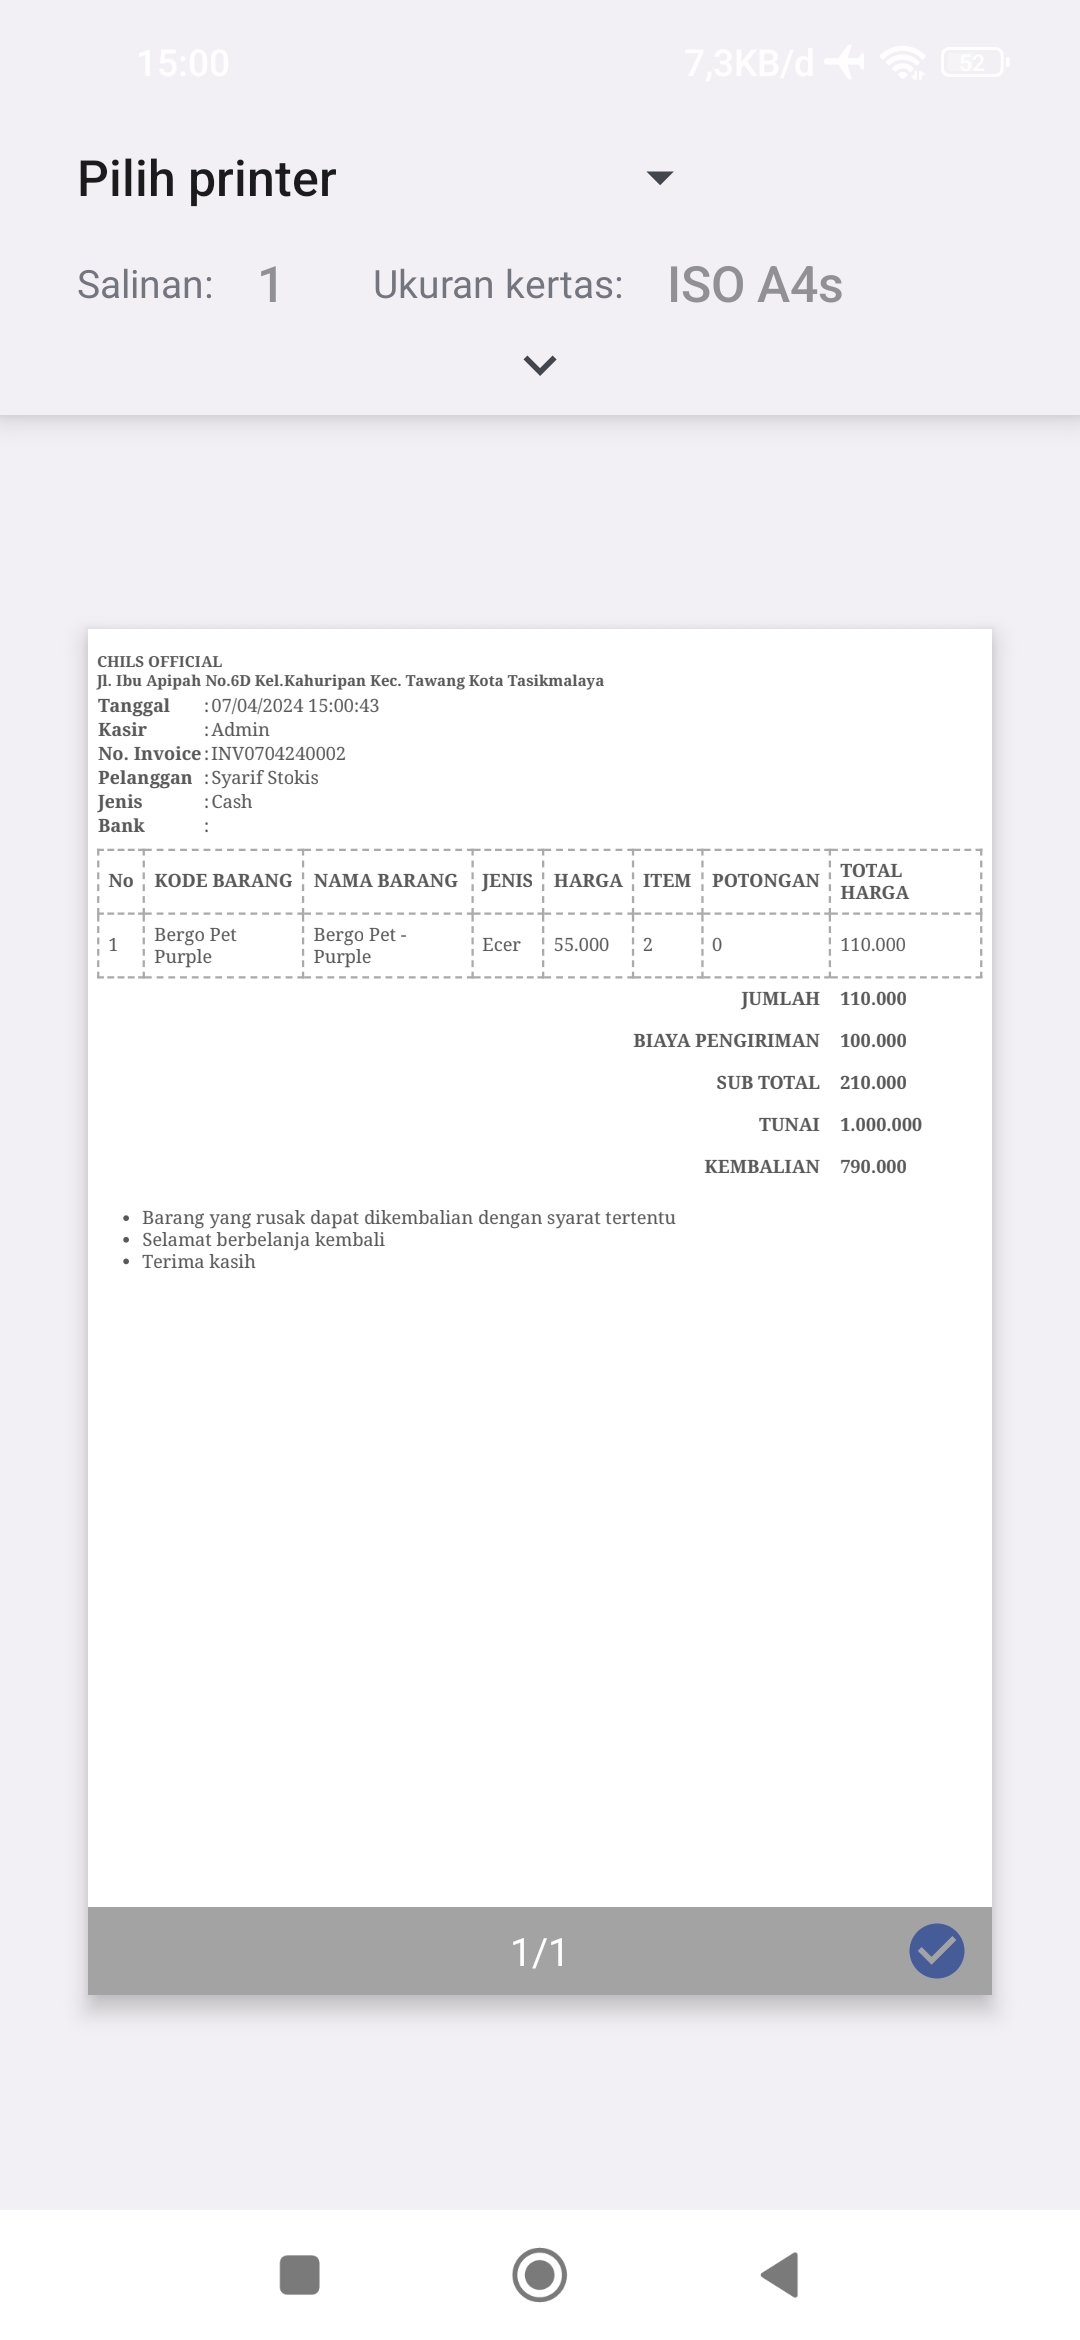 15:00 7,3KB/d 52
Pilih printer
Salinan: 1 Ukuran kertas: ISO A4s
CHILS OFFICIAL
Jl. Ibu Apipah No.6D Kel.Kahuripan Kec. Tawang Kota Tasikmalaya
Tanggal : 07/04/2024 15:00:43
Kasir : Admin
No. Invoice : INV0704240002
Pelanggan : Syarif Stokis
Jenis : Cash
Bank :
No KODE BARANG NAMA BARANG JENIS HARGA ITEM POTONGAN TOTAL HARGA
1 Bergo Pet Purple Bergo Pet - Purple Ecer 55.000 2 0 110.000
JUMLAH 110.000
BIAYA PENGIRIMAN 100.000
SUB TOTAL 210.000
TUNAI 1.000.000
KEMBALIAN 790.000
• Barang yang rusak dapat dikembalian dengan syarat tertentu
• Selamat berbelanja kembali
• Terima kasih
1/1